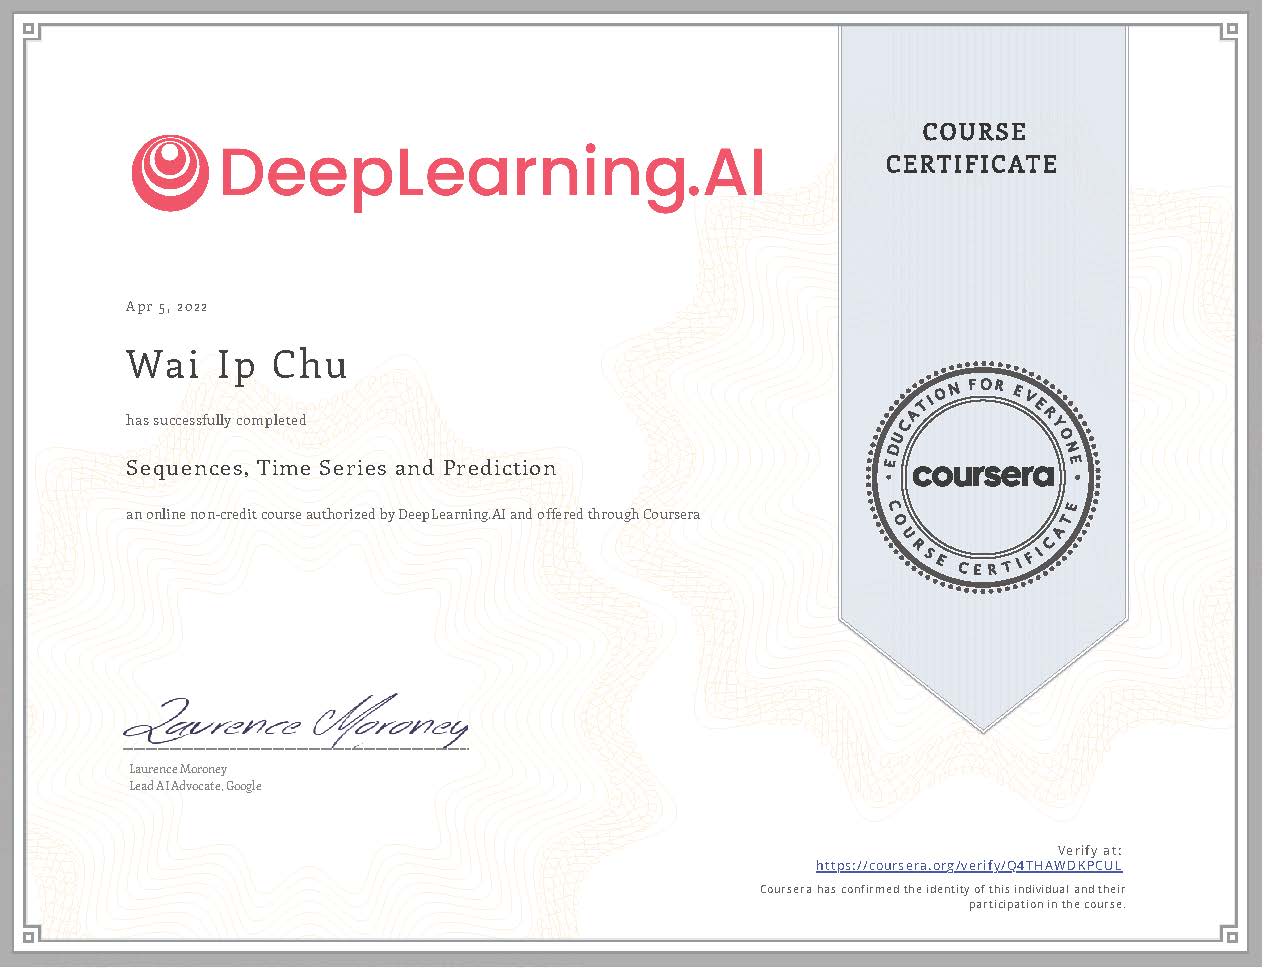 DeepLearning.AI
COURSE
CERTIFICATE
Apr 5, 2022
Wai Ip Chu
has successfully completed
Sequences, Time Series and Prediction
an online non-credit course authorized by DeepLearning.AI and offered through Coursera
EDUCATION FOR EVERYONE
coursera
COURSE CERTIFICATE
Laurence Moroney
Laurence Moroney
Lead AI Advocate, Google
Verify at:
https://coursera.org/verify/Q4THAWDKPCUL
Coursera has confirmed the identity of this individual and their
participation in the course.